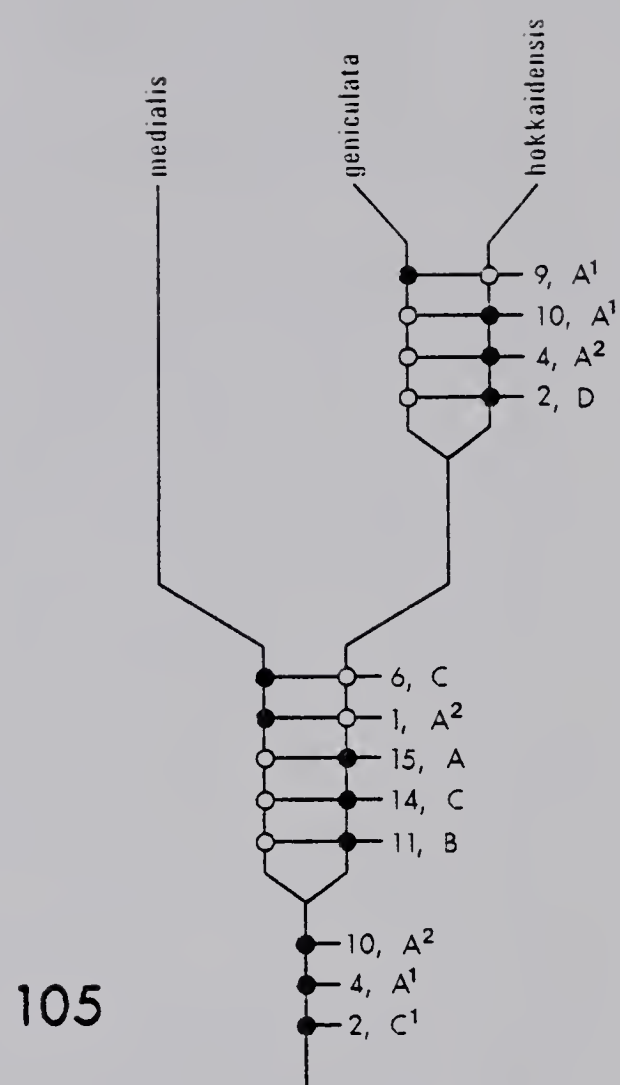 medialis
geniculata
hokkaidensis
9, A¹
10, A¹
4, A²
2, D
6, C
1, A²
15, A
14, C
11, B
10, A²
4, A¹
2, C¹
105